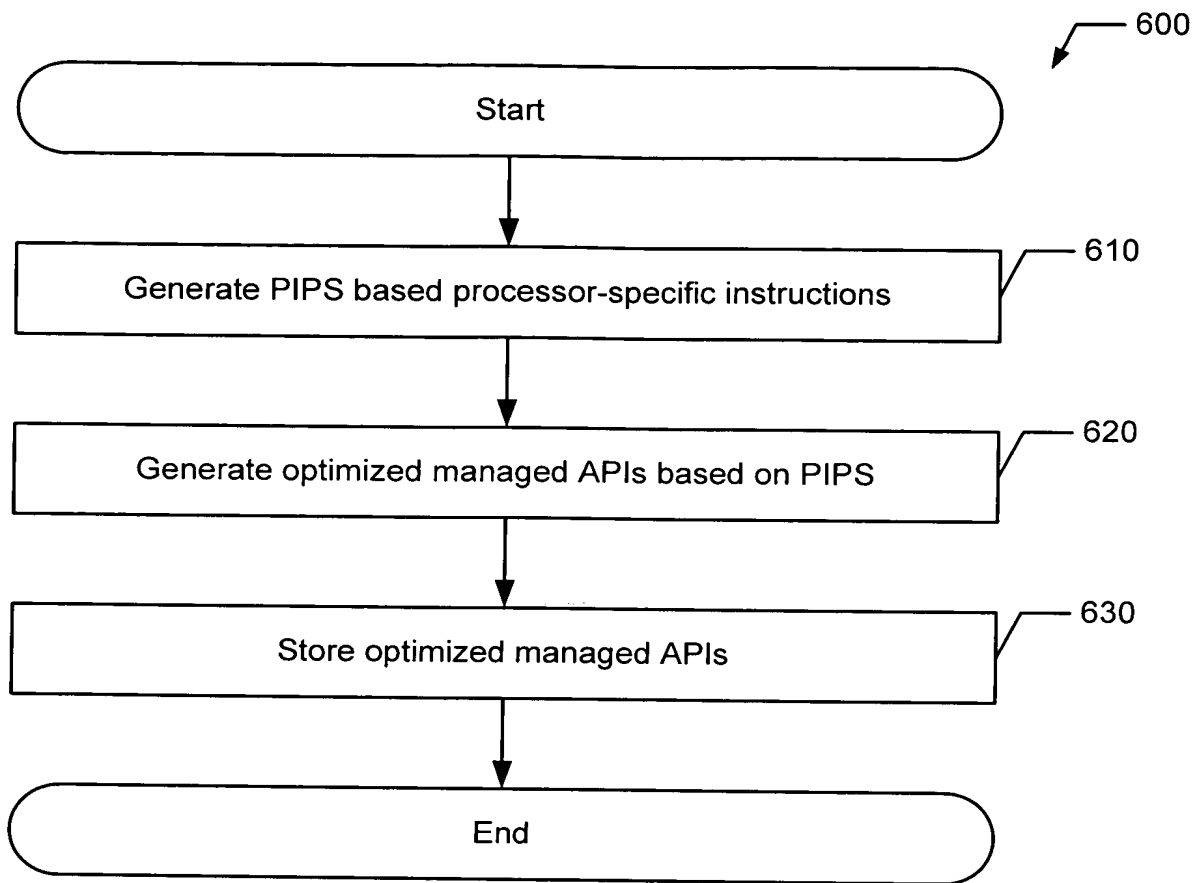 600
Start
Generate PIPS based processor-specific instructions
610
Generate optimized managed APIs based on PIPS
620
Store optimized managed APIs
630
End